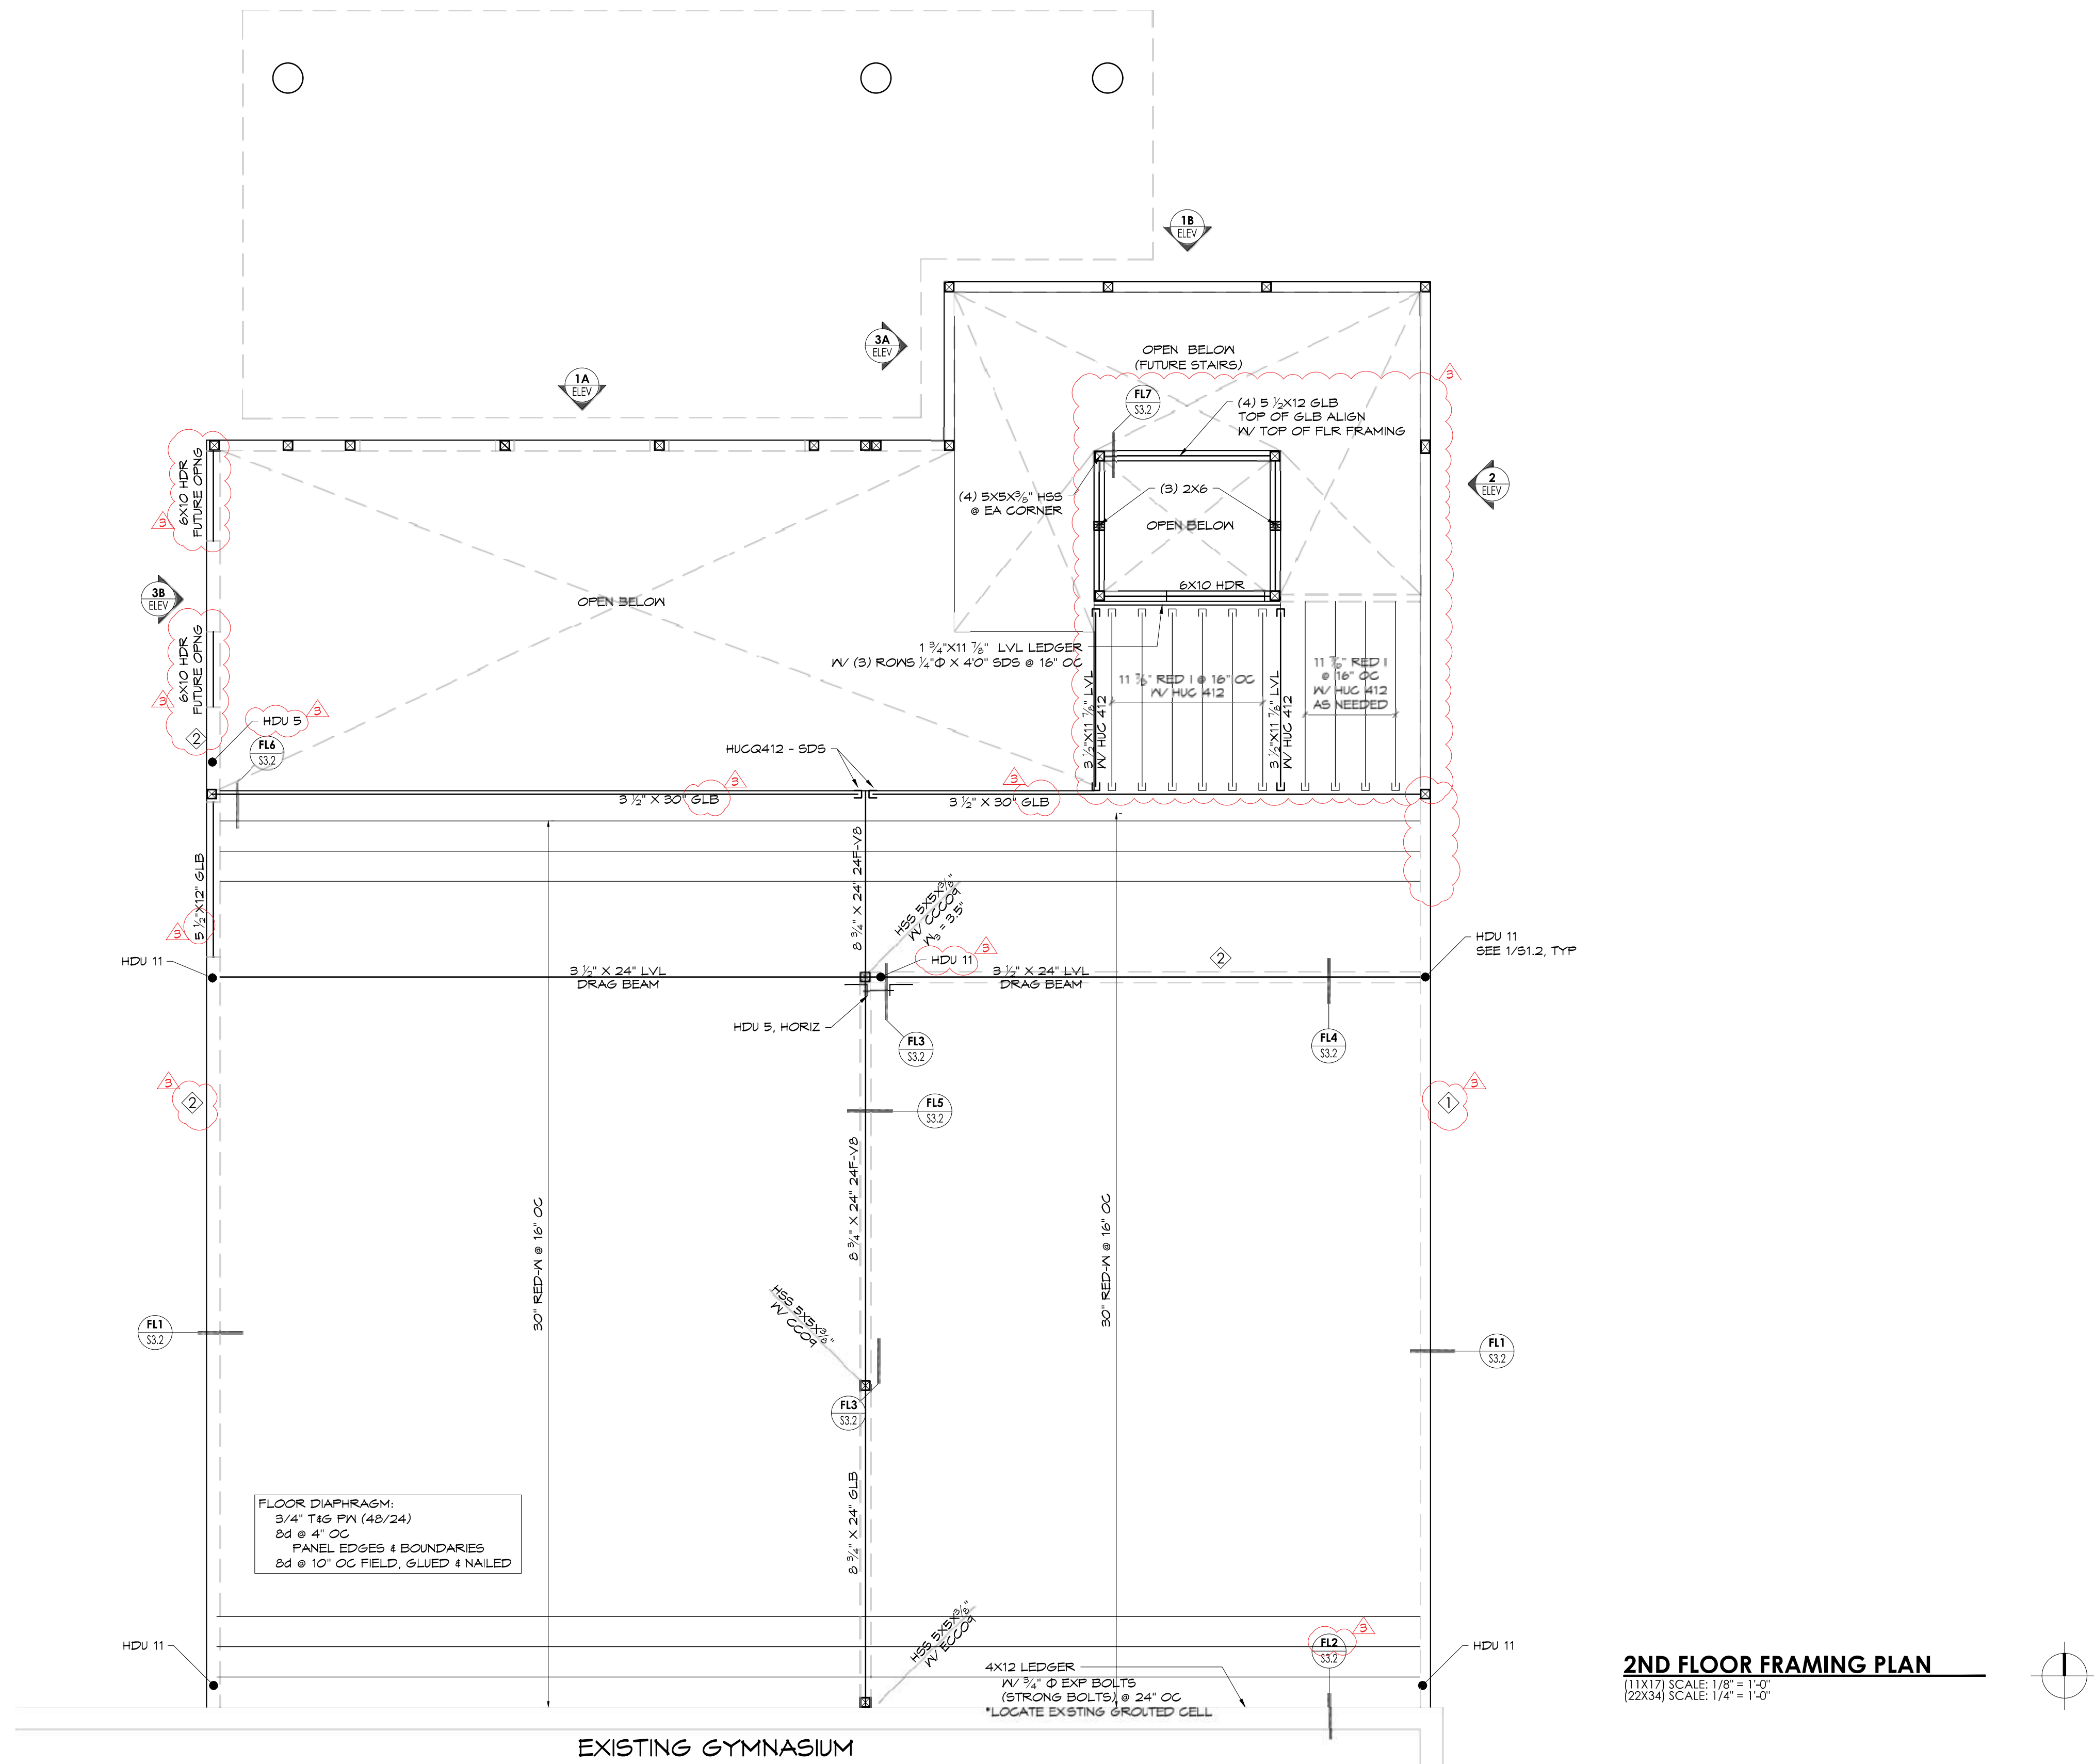 1B
ELEV
3A
ELEV
1A
ELEV
OPEN BELOW
(FUTURE STAIRS)
3
FL7
S3.2
(4) 5 ½X12 GLB
TOP OF GLB ALIGN
W/ TOP OF FLR FRAMING
6X10 HDR
FUTURE OPNG
3
2
ELEV
(4) 5X5X⅜" HSS
@ EA CORNER
(3) 2X6
OPEN BELOW
6X10 HDR
3B
ELEV
OPEN BELOW
6X10 HDR
FUTURE OPNG
3
1 ¾"X11 ⅞" LVL LEDGER
W/ (3) ROWS ¼"Φ X 4'0" SDS @ 16" OC
3 ½"X11 ⅞" LVL
W/ HUC 412
11 ⅞" RED I @ 16" OC
W/ HUC 412
3 ½"X11 ⅞" LVL
W/ HUC 412
11 ⅞" RED I
@ 16" OC
W/ HUC 412
AS NEEDED
HDU 5
3
2
FL6
S3.2
HUCQ412 - SDS
3
3
3 ½" X 30" GLB
3 ½" X 30" GLB
5 ½"X12" GLB
3
8 ¾" X 24" 24F-V8
HSS 5X5X⅜"
W/ CCCO9
W₃ = 3.5"
HDU 11
3
2
HDU 11
SEE 1/S1.2, TYP
HDU 11
3 ½" X 24" LVL
DRAG BEAM
3 ½" X 24" LVL
DRAG BEAM
HDU 5, HORIZ
FL3
S3.2
FL4
S3.2
3
2
FL5
S3.2
3
1
8 ¾" X 24" 24F-V8
30" RED-W @ 16" OC
30" RED-W @ 16" OC
HSS 5X5X⅜"
W/ CCO9
FL1
S3.2
FL1
S3.2
FL3
S3.2
8 ¾" X 24" GLB
FLOOR DIAPHRAGM:
3/4" T&G PW (48/24)
8d @ 4" OC
PANEL EDGES & BOUNDARIES
8d @ 10" OC FIELD, GLUED & NAILED
HSS 5X5X⅜"
W/ ECCO9
HDU 11
3
FL2
S3.2
HDU 11
4X12 LEDGER
W/ ¾" Φ EXP BOLTS
(STRONG BOLTS) @ 24" OC
*LOCATE EXSTING GROUTED CELL
EXISTING GYMNASIUM
2ND FLOOR FRAMING PLAN
(11X17) SCALE: 1/8" = 1'-0"
(22X34) SCALE: 1/4" = 1'-0"